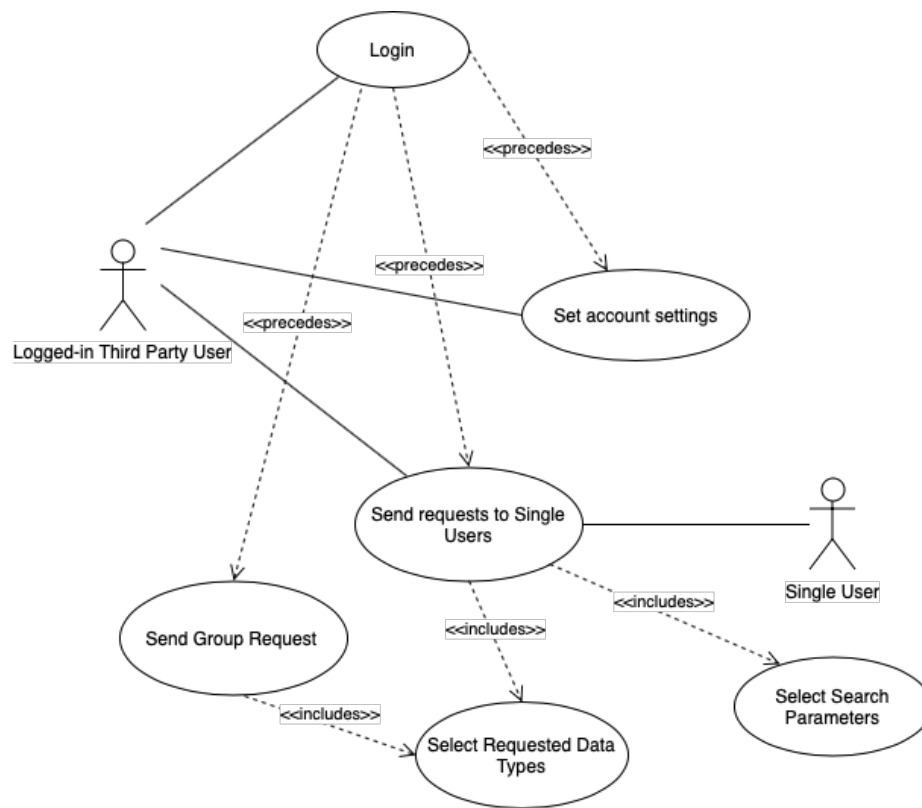 Login
<<precedes>>
<<precedes>>
Set account settings
<<precedes>>
Logged-in Third Party User
Send requests to Single
Users
Single User
<<includes>>
<<includes>>
Send Group Request
Select Search
Parameters
<<includes>>
Select Requested Data
Types